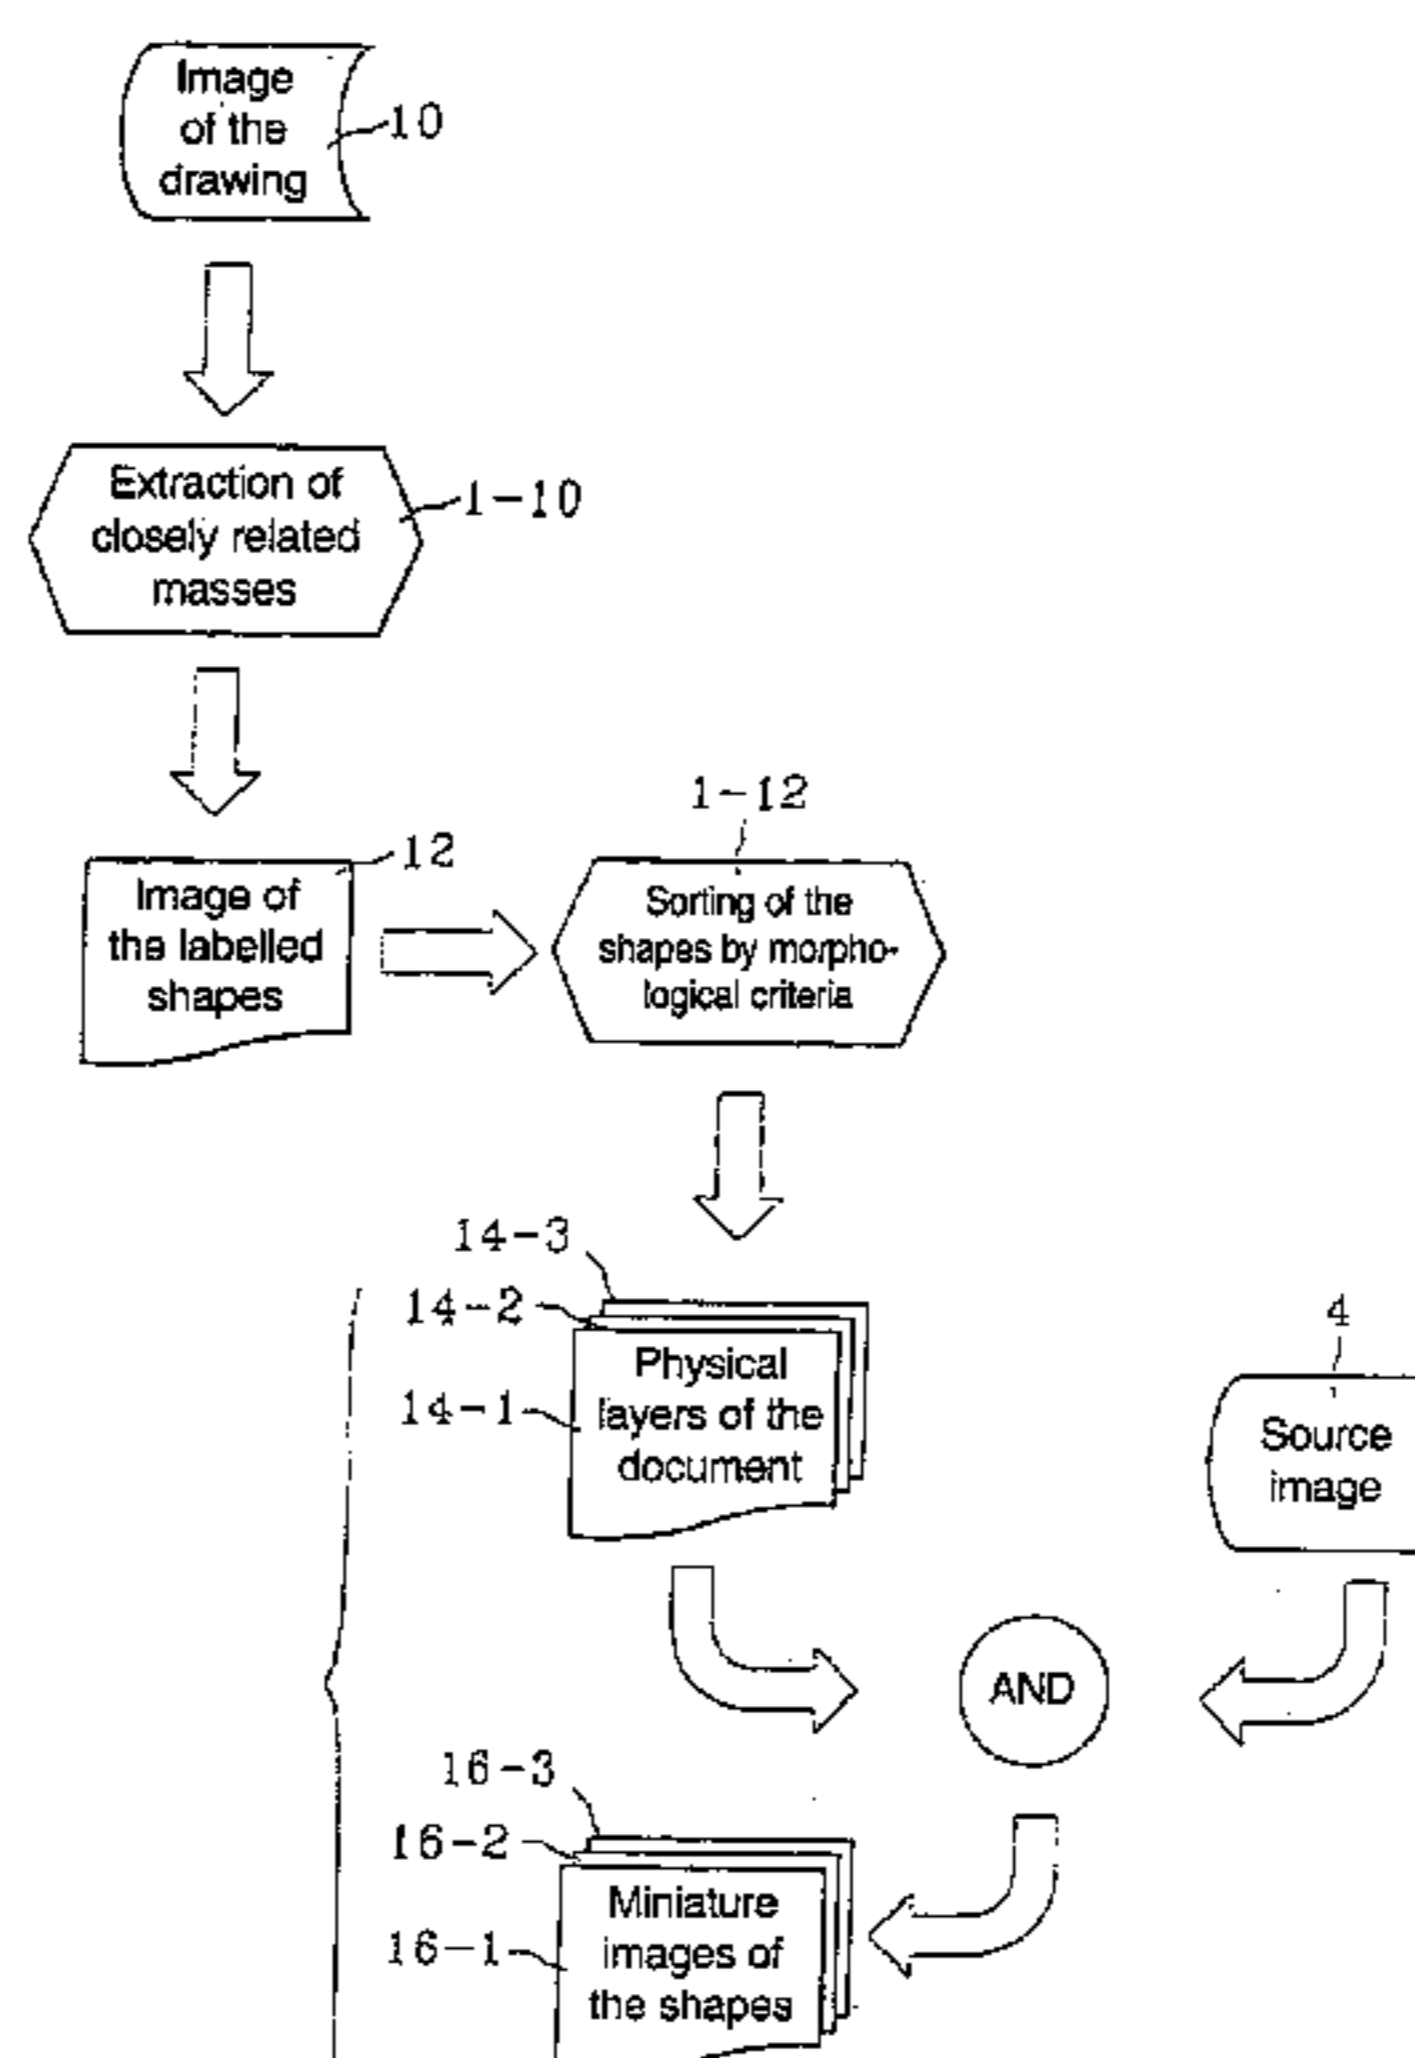 Image
of the
drawing
10
Extraction of
closely related
masses
1-10
Image of
the labelled
shapes
12
1-12
Sorting of the
shapes by morpho-
logical criteria
14-3
14-2
14-1
Physical
layers of the
document
4
Source
image
AND
16-3
16-2
16-1
Miniature
images of
the shapes